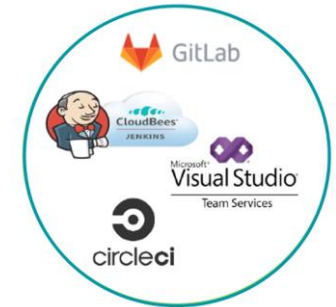 GitLab
CloudBees
JENKINS
Microsoft
Visual Studio
Team Services
circleci